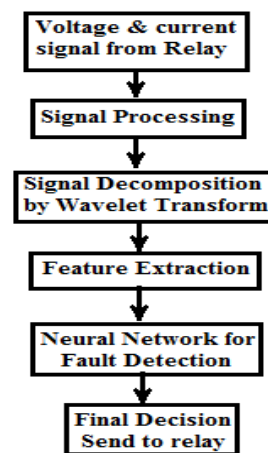 Voltage & current
signal from Relay
Signal Processing
Signal Decomposition
by Wavelet Transform
Feature Extraction
Neural Network for
Fault Detection
Final Decision
Send to relay